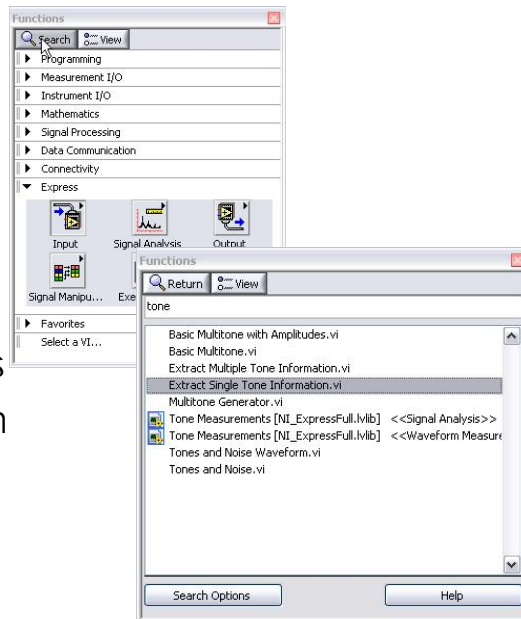 Functions
Search View
Programming
Measurement I/O
Instrument I/O
Mathematics
Signal Processing
Data Communication
Connectivity
Express
Input Signal Analysis Output
Signal Manipu...
Favorites
Select a VI...
Functions
Return View
tone
Basic Multitone with Amplitudes.vi
Basic Multitone.vi
Extract Multiple Tone Information.vi
Extract Single Tone Information.vi
Multitone Generator.vi
Tone Measurements [NI_ExpressFull.lvlib] <<Signal Analysis>>
Tone Measurements [NI_ExpressFull.lvlib] <<Waveform Measure
Tones and Noise Waveform.vi
Tones and Noise.vi
Search Options Help